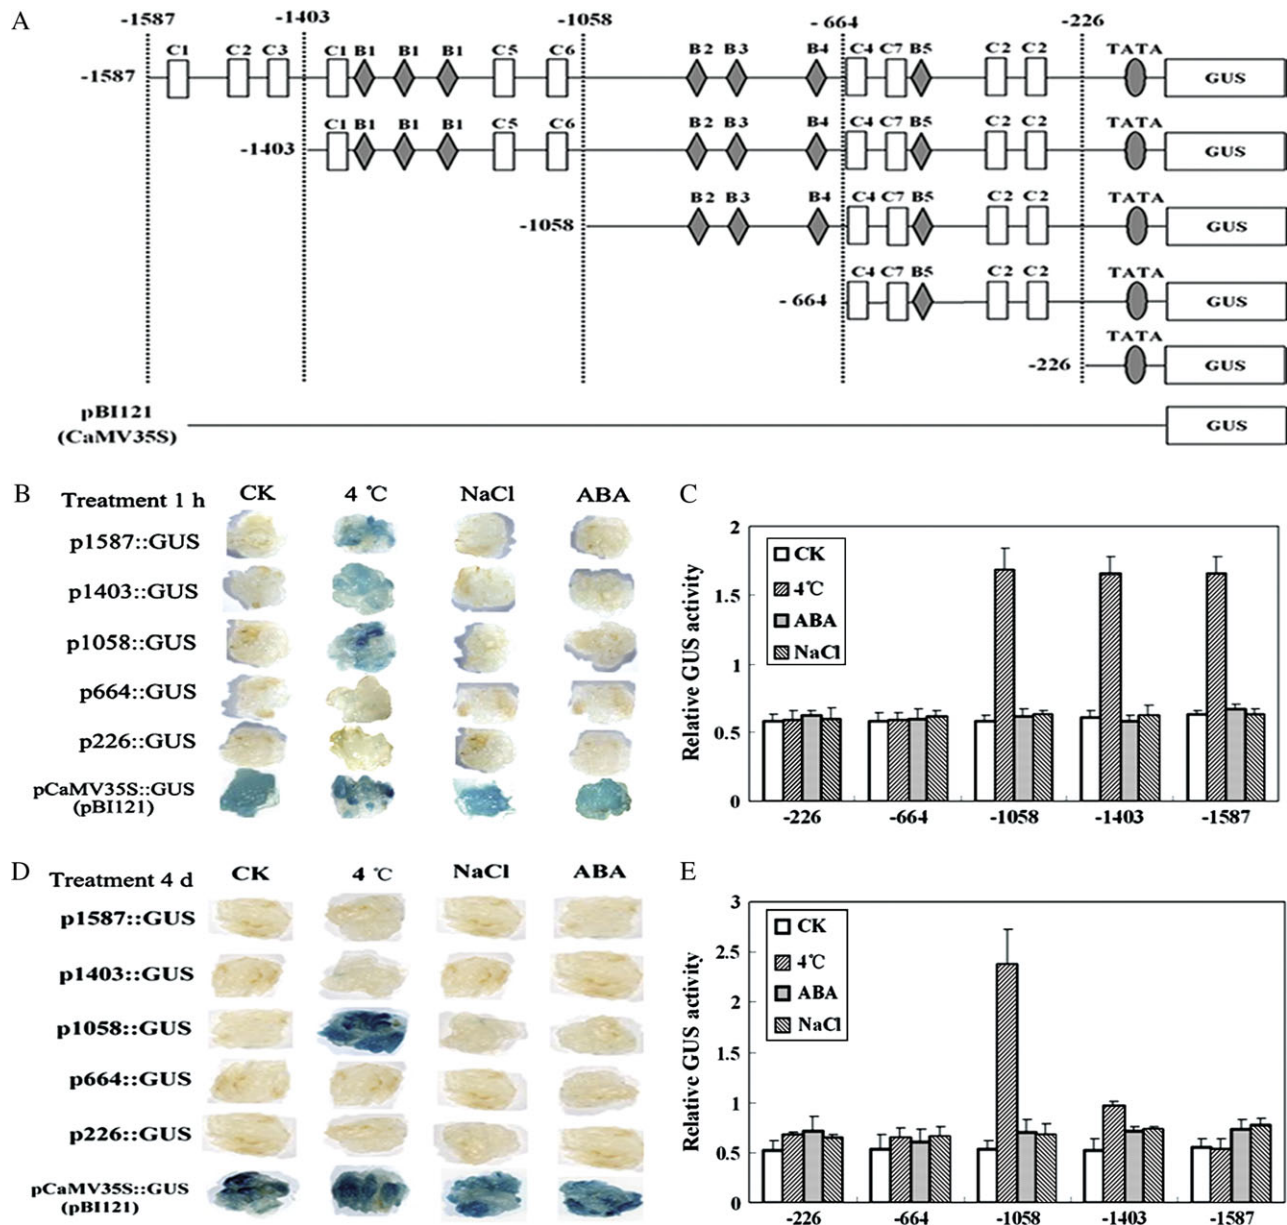 A
-1587 -1403 -1058 - 664 -226
C1 C2 C3 C1 B1 B1 B1 C5 C6 B2 B3 B4 C4 C7 B5 C2 C2 TATA
-1587 GUS
C1 B1 B1 B1 C5 C6 B2 B3 B4 C4 C7 B5 C2 C2 TATA
-1403 GUS
B2 B3 B4 C4 C7 B5 C2 C2 TATA
-1058 GUS
C4 C7 B5 C2 C2 TATA
- 664 GUS
TATA
-226 GUS
pBI121
(CaMV35S) GUS
B
Treatment 1 h CK 4 ℃ NaCl ABA
p1587::GUS
p1403::GUS
p1058::GUS
p664::GUS
p226::GUS
pCaMV35S::GUS
(pBI121)
C
Relative GUS activity
2
1.5
1
0.5
0
CK
4℃
ABA
NaCl
-226 -664 -1058 -1403 -1587
D
Treatment 4 d CK 4 ℃ NaCl ABA
p1587::GUS
p1403::GUS
p1058::GUS
p664::GUS
p226::GUS
pCaMV35S::GUS
(pBI121)
E
Relative GUS activity
3
2.5
2
1.5
1
0.5
0
CK
4℃
ABA
NaCl
-226 -664 -1058 -1403 -1587